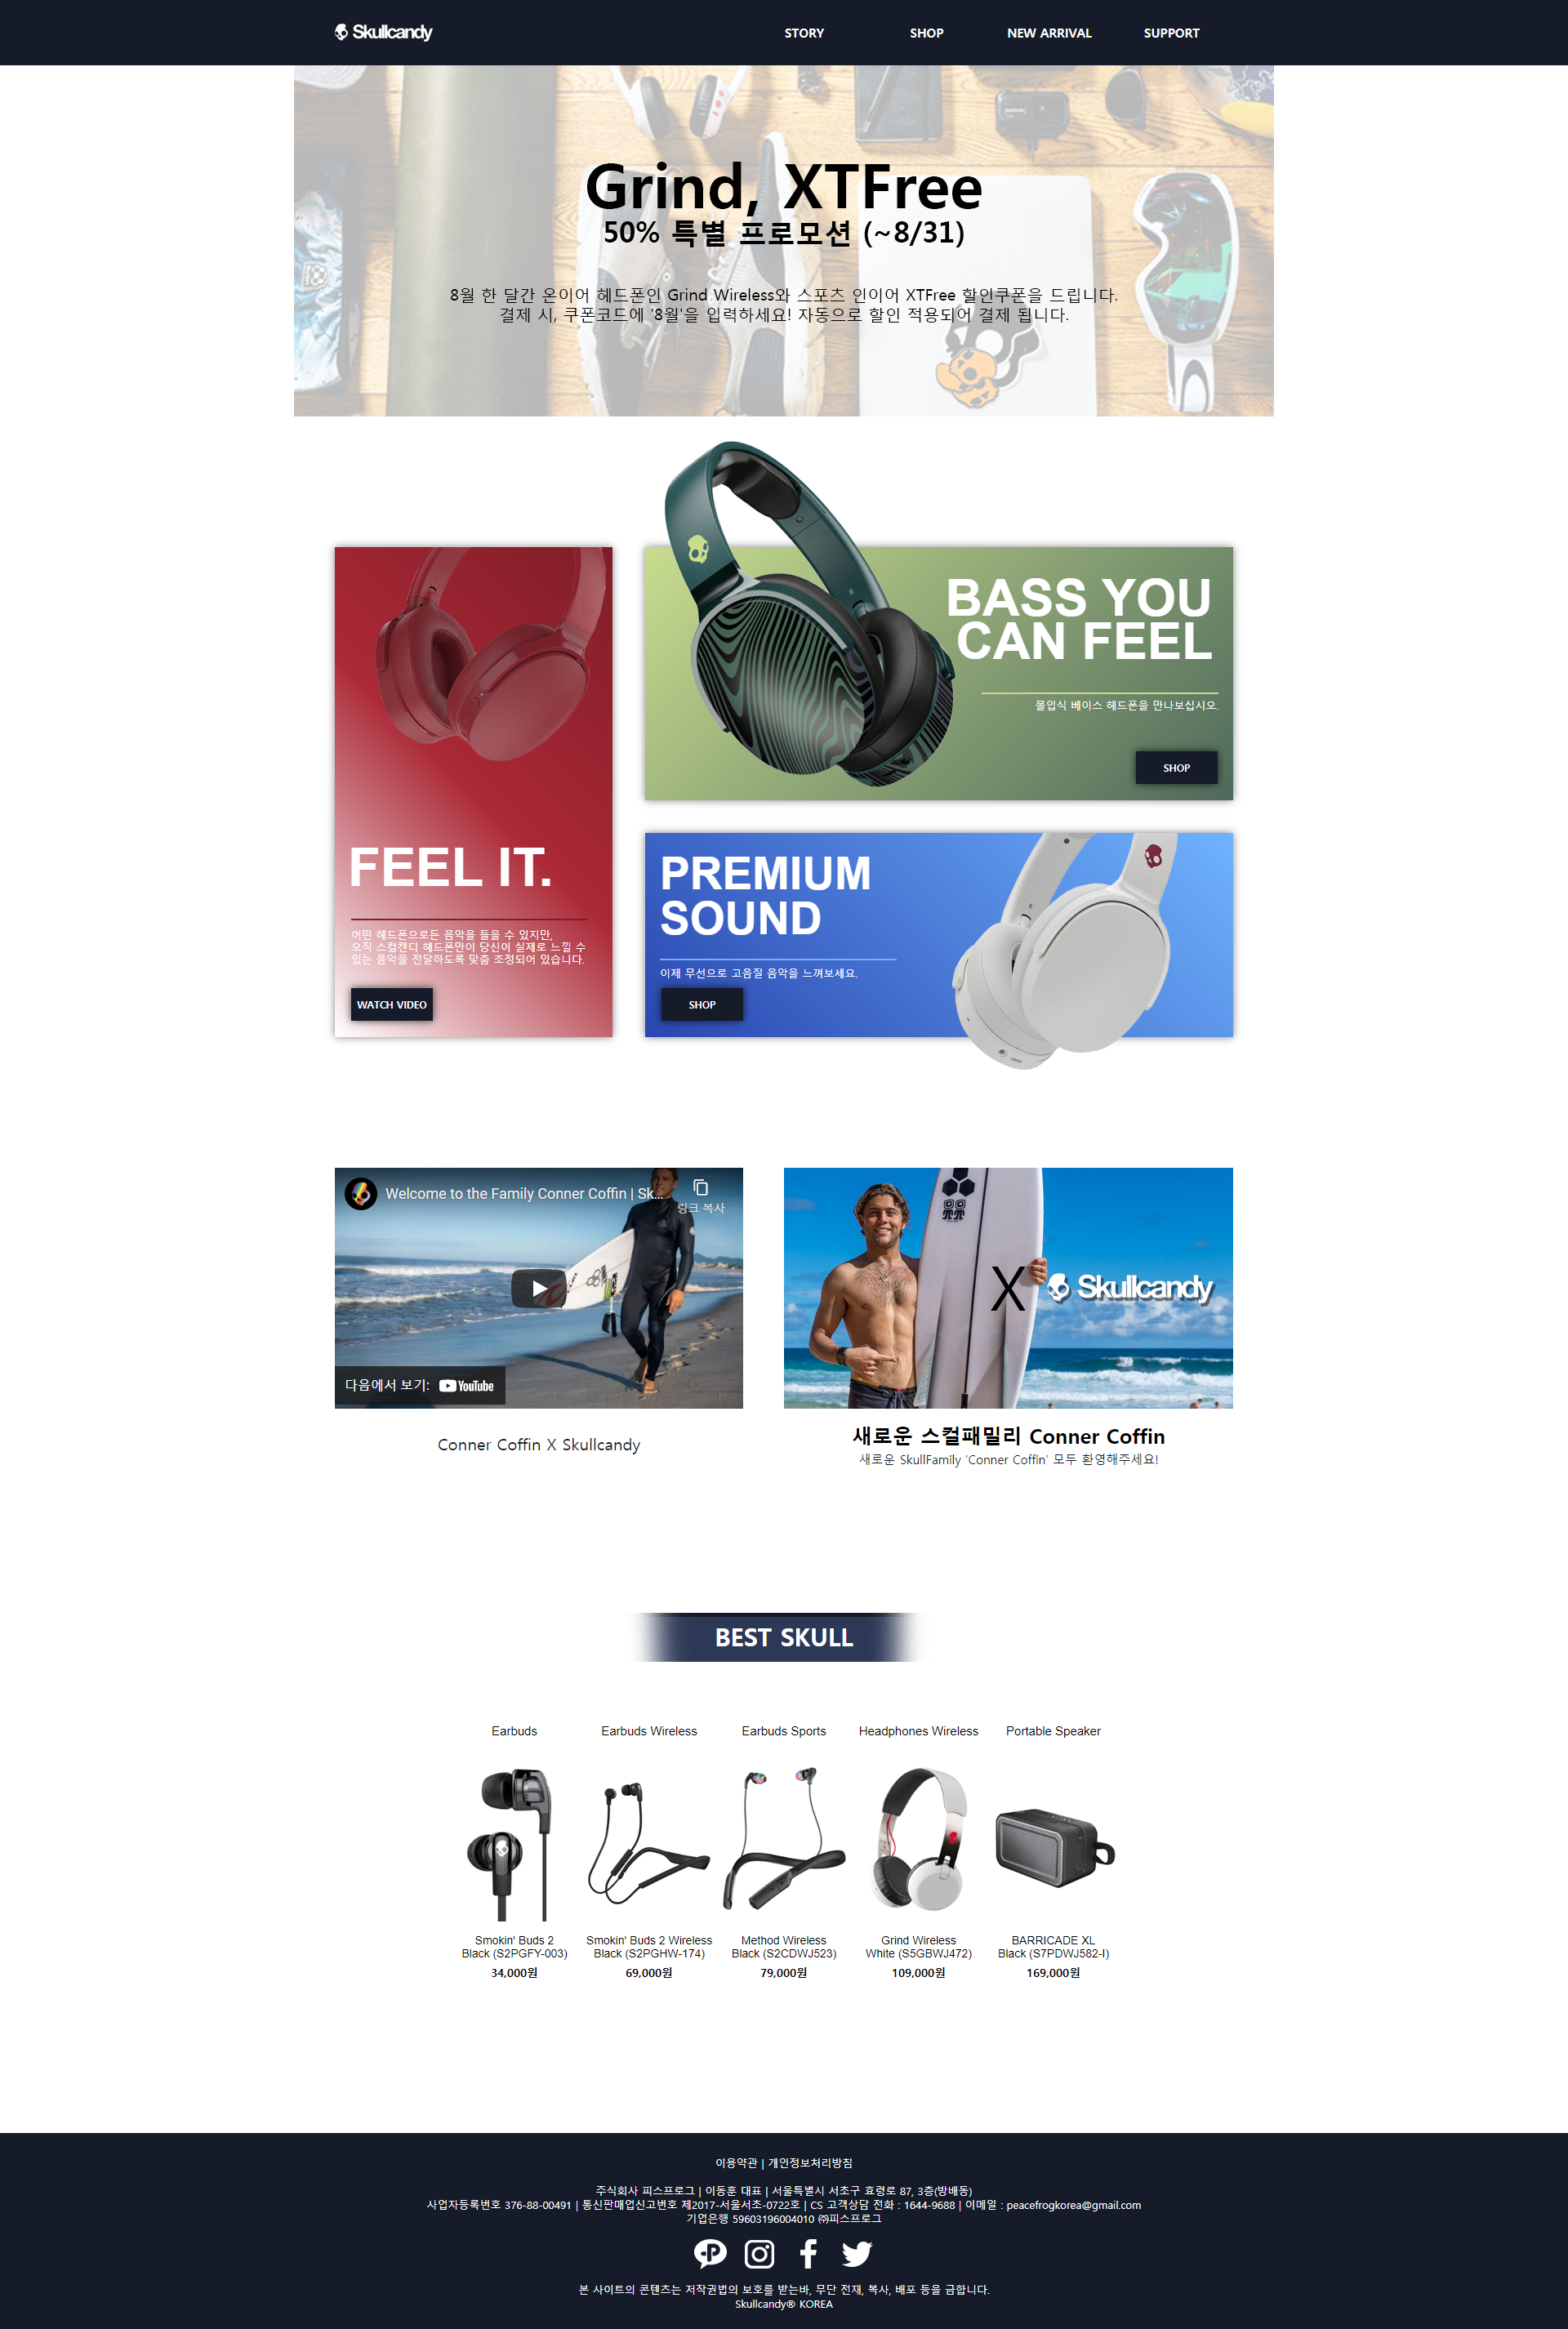 Skullcandy
STORY
SHOP
NEW ARRIVAL
SUPPORT
Grind, XTFree
50% 특별 프로모션 (~8/31)
8월 한 달간 온이어 헤드폰인 Grind Wireless와 스포츠 인이어 XTFree 할인쿠폰을 드립니다.
결제 시, 쿠폰코드에 '8월'을 입력하세요! 자동으로 할인 적용되어 결제 됩니다.
BASS YOU
CAN FEEL
몰입식 베이스 헤드폰을 만나보십시오.
SHOP
FEEL IT.
어떤 헤드폰으로든 음악을 들을 수 있지만,
오직 스컬캔디 헤드폰만이 당신이 실제로 느낄 수
있는 음악을 전달하도록 맞춤 조정되어 있습니다.
WATCH VIDEO
PREMIUM
SOUND
이제 무선으로 고음질 음악을 느껴보세요.
SHOP
Welcome to the Family Conner Coffin | Sk...
링크 복사
다음에서 보기: YouTube
Conner Coffin X Skullcandy
X Skullcandy
새로운 스컬패밀리 Conner Coffin
새로운 SkullFamily 'Conner Coffin' 모두 환영해주세요!
BEST SKULL
Earbuds
Earbuds Wireless
Earbuds Sports
Headphones Wireless
Portable Speaker
Smokin' Buds 2
Black (S2PGFY-003)
34,000원
Smokin' Buds 2 Wireless
Black (S2PGHW-174)
69,000원
Method Wireless
Black (S2CDWJ523)
79,000원
Grind Wireless
White (S5GBWJ472)
109,000원
BARRICADE XL
Black (S7PDWJ582-I)
169,000원
이용약관 | 개인정보처리방침
주식회사 피스프로그 | 이동훈 대표 | 서울특별시 서초구 효령로 87, 3층(방배동)
사업자등록번호 376-88-00491 | 통신판매업신고번호 제2017-서울서초-0722호 | CS 고객상담 전화 : 1644-9688 | 이메일 : peacefrogkorea@gmail.com
기업은행 59603196004010 ㈜피스프로그
본 사이트의 콘텐츠는 저작권법의 보호를 받는바, 무단 전재, 복사, 배포 등을 금합니다.
Skullcandy® KOREA